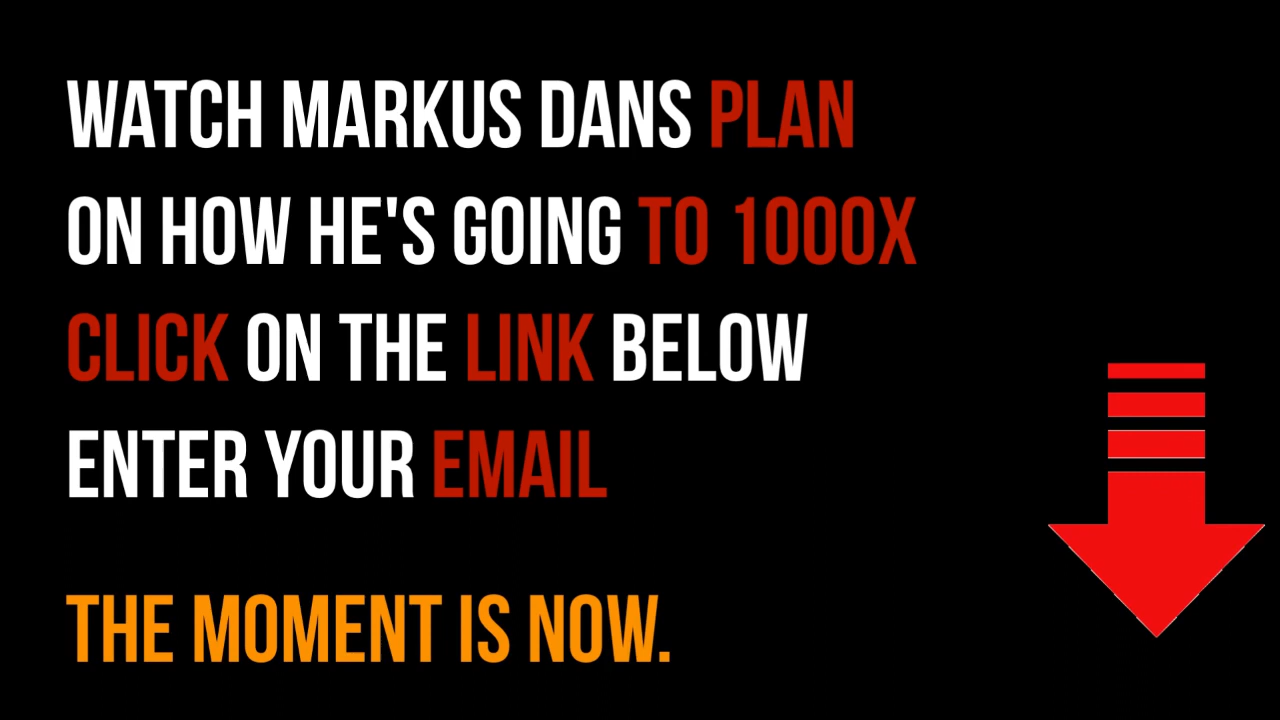 WATCH MARKUS DANS PLAN
ON HOW HE'S GOING TO 1000X
CLICK ON THE LINK BELOW
ENTER YOUR EMAIL
THE MOMENT IS NOW.